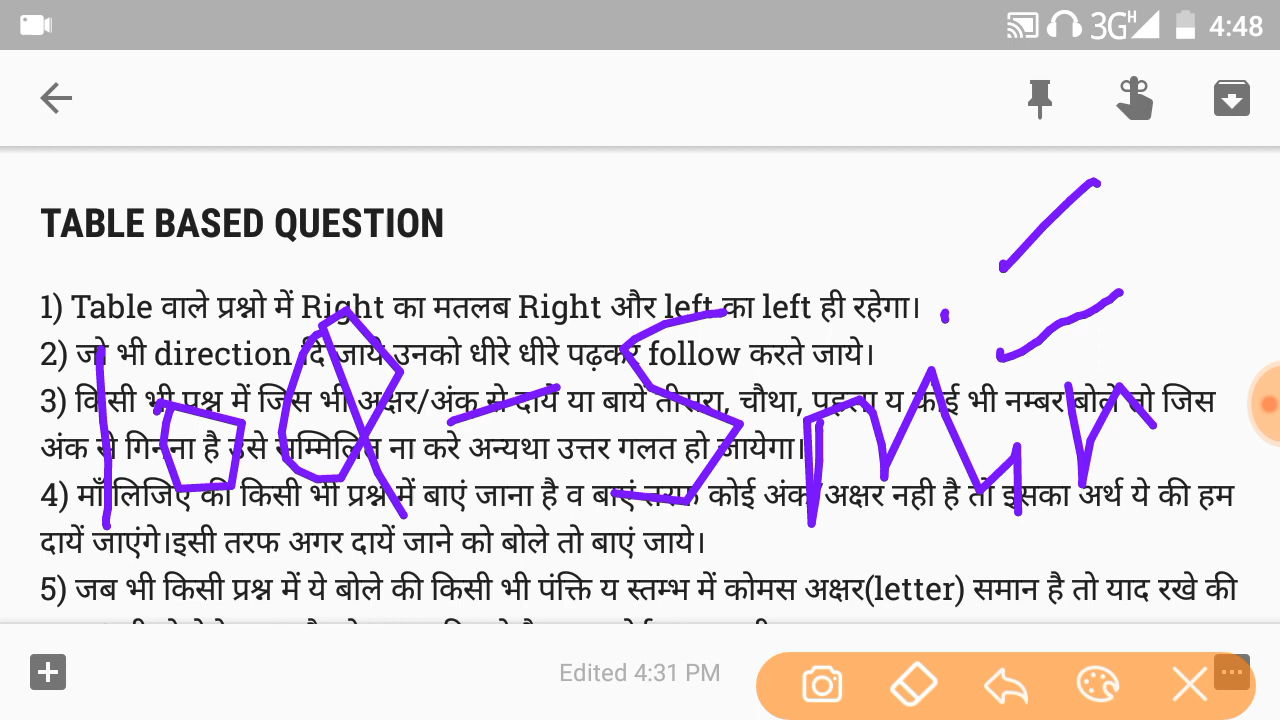 3G H 4:48
TABLE BASED QUESTION
1) Table वाले प्रश्नो में Right का मतलब Right और left का left ही रहेगा।
2) जो भी direction दि जाये उनको धीरे धीरे पढ़कर follow करते जाये।
3) किसी भी प्रश्न में जिस भी अक्षर/अंक से दायें या बायें तीसरा, चौथा, पहला य कोई भी नम्बर बोले तो जिस
अंक से गिनना है उसे सम्मिलित ना करे अन्यथा उत्तर गलत हो जायेगा।
4) माँ लिजिए की किसी भी प्रश्न में बाएं जाना है व बाएं तरफ कोई अंक/अक्षर नही है तो इसका अर्थ ये की हम
दायें जाएंगे।इसी तरफ अगर दायें जाने को बोले तो बाएं जाये।
5) जब भी किसी प्रश्न में ये बोले की किसी भी पंक्ति य स्तम्भ में कोमस अक्षर(letter) समान है तो याद रखे की
Edited 4:31 PM